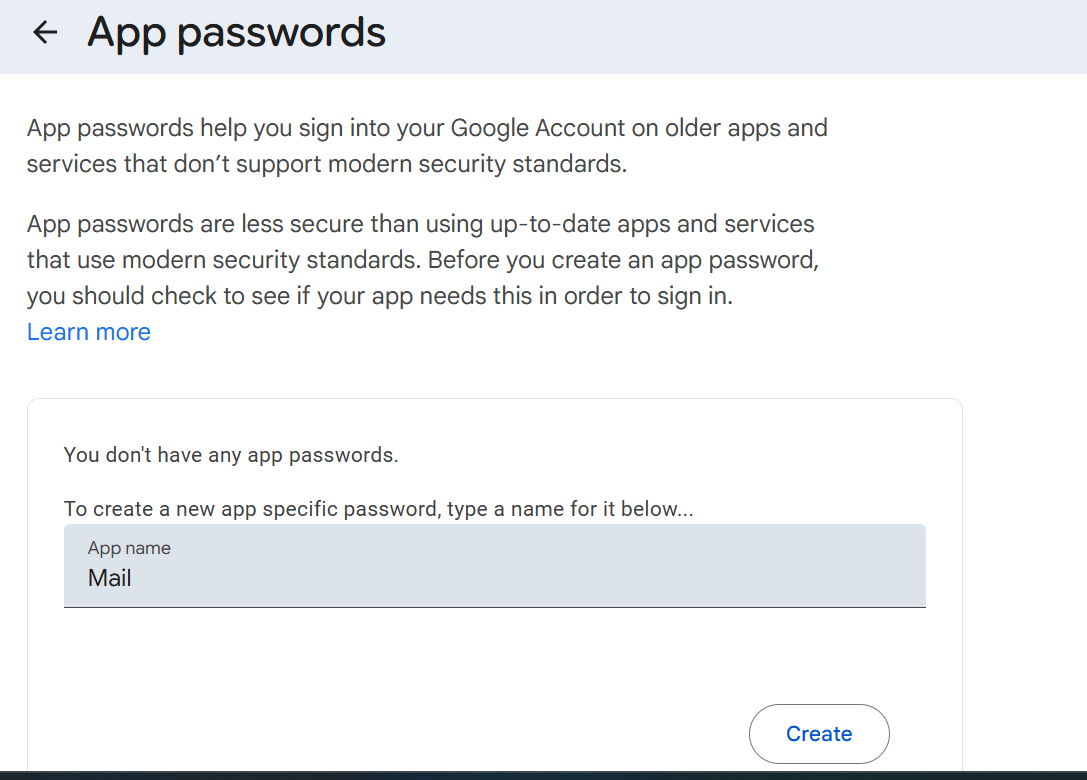 App passwords
App passwords help you sign into your Google Account on older apps and
services that don’t support modern security standards.
App passwords are less secure than using up-to-date apps and services
that use modern security standards. Before you create an app password,
you should check to see if your app needs this in order to sign in.
Learn more
You don't have any app passwords.
To create a new app specific password, type a name for it below...
App name
Mail
Create